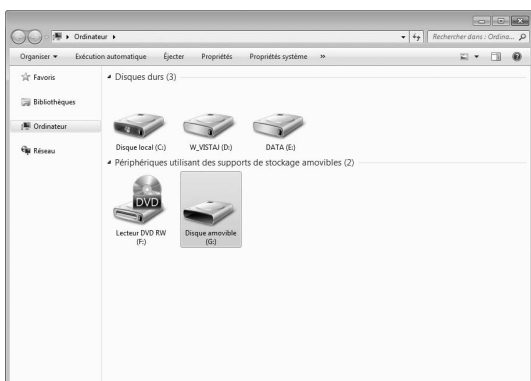 Ordinateur
Rechercher dans : Ordina...
Organiser Exécution automatique Éjecter Propriétés Propriétés système »
Favoris
Bibliothèques
Ordinateur
Réseau
Disques durs (3)
Disque local (C:) W_VISTAJ (D:) DATA (E:)
Périphériques utilisant des supports de stockage amovibles (2)
DVD
Lecteur DVD RW Disque amovible
(F:) (G:)